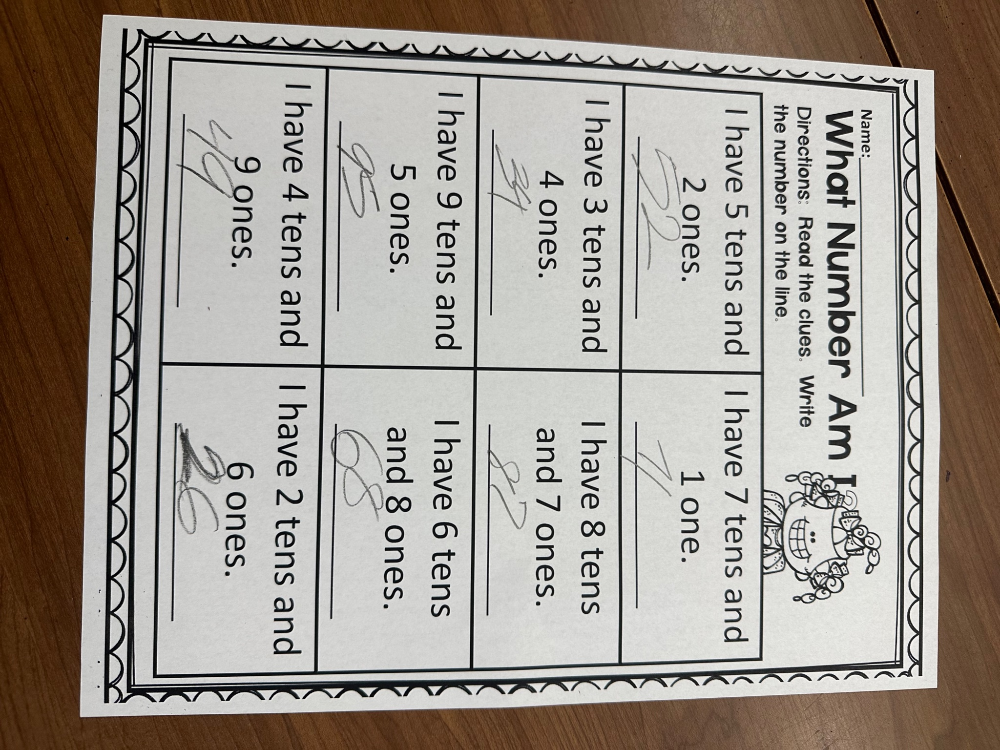 Name:
What Number Am I?
Directions: Read the clues. Write
the number on the line.
I have 5 tens and
2 ones.
52
I have 7 tens and
1 one.
71
I have 3 tens and
4 ones.
34
I have 8 tens
and 7 ones.
87
I have 9 tens and
5 ones.
95
I have 6 tens
and 8 ones.
68
I have 4 tens and
9 ones.
49
I have 2 tens and
6 ones.
26